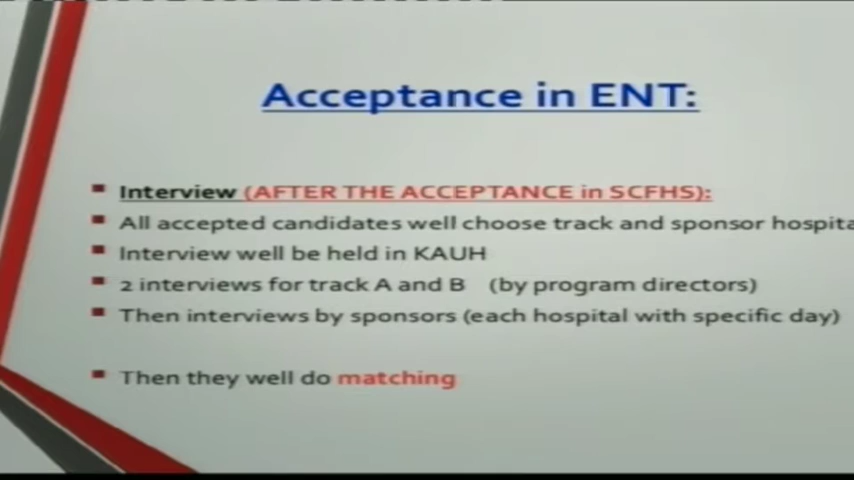 Acceptance in ENT:
Interview (AFTER THE ACCEPTANCE in SCFHS):
All accepted candidates well choose track and sponsor hospita
Interview well be held in KAUH
2 interviews for track A and B (by program directors)
Then interviews by sponsors (each hospital with specific day)
Then they well do matching